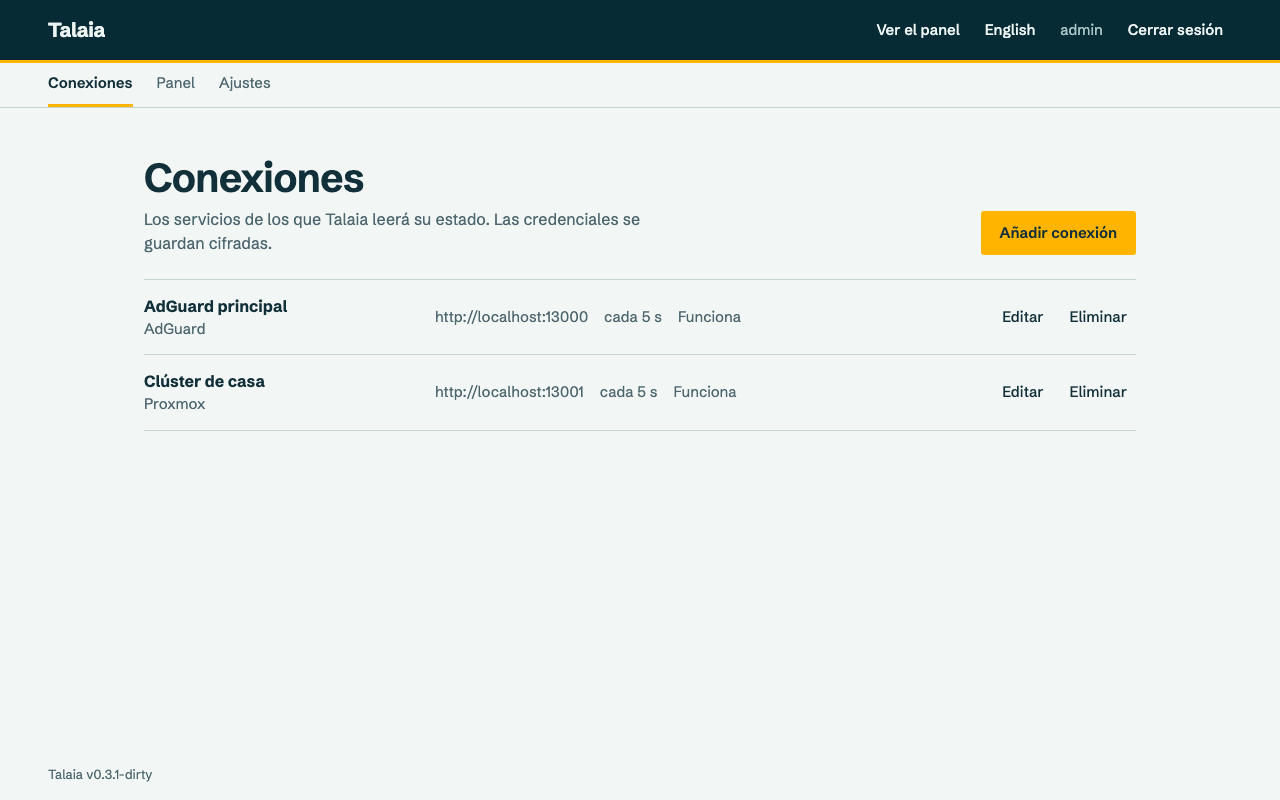 Talaia
Ver el panel English admin Cerrar sesión
Conexiones Panel Ajustes
Conexiones
Los servicios de los que Talaia leerá su estado. Las credenciales se
guardan cifradas.
Añadir conexión
AdGuard principal
AdGuard
http://localhost:13000 cada 5 s Funciona
Editar Eliminar
Clúster de casa
Proxmox
http://localhost:13001 cada 5 s Funciona
Editar Eliminar
Talaia v0.3.1-dirty